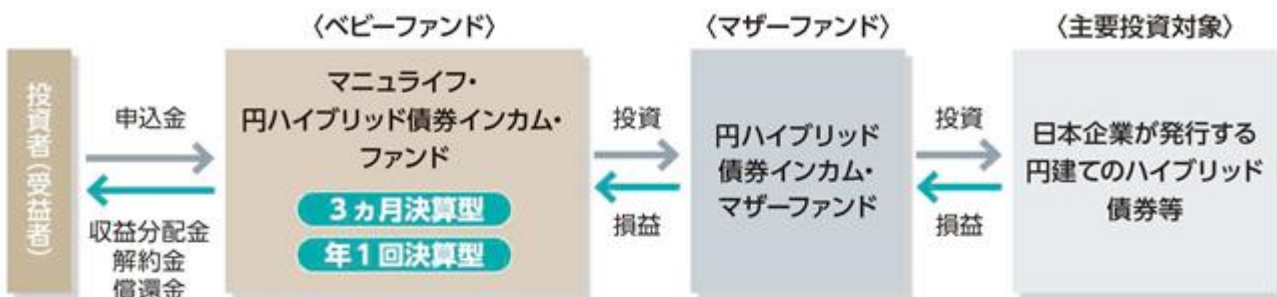 〈ベビーファンド〉
〈マザーファンド〉
〈主要投資対象〉
投資者(受益者)
申込金
収益分配金
解約金
償還金
マニュライフ・
円ハイブリッド債券インカム・
ファンド
3ヵ月決算型
年1回決算型
投資
損益
円ハイブリッド
債券インカム・
マザーファンド
投資
損益
日本企業が発行する
円建てのハイブリッド
債券等